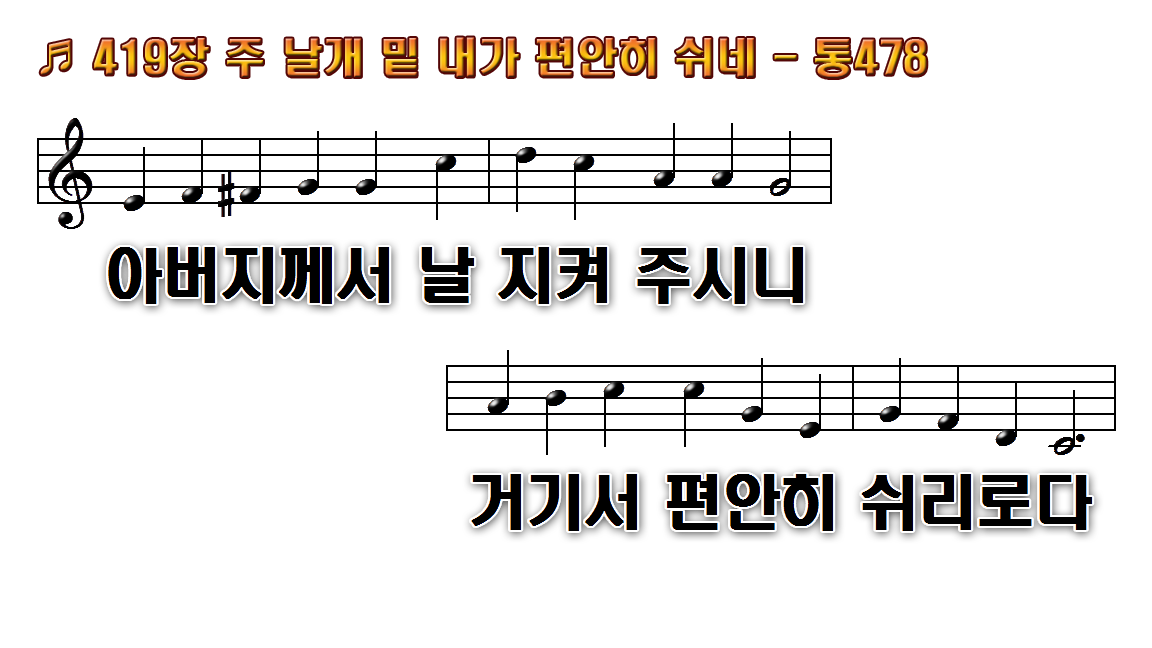 ♬ 419장 주 날개 밑 내가 편안히 쉬네 - 통478
아버지께서 날 지켜 주시니
거기서 편안히 쉬리로다